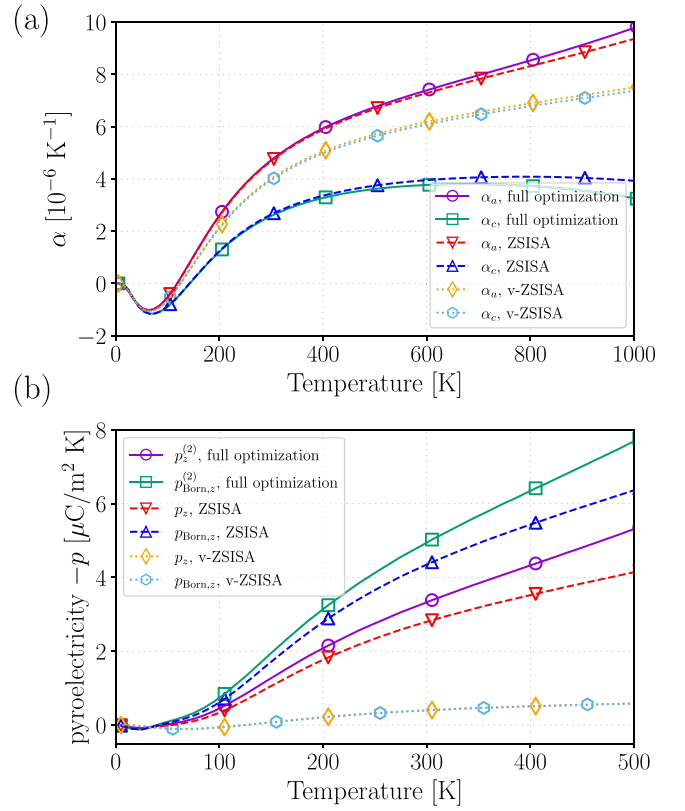 (a)
10
8
6
4
2
0
−2
α [10⁻⁶ K⁻¹]
α_a, full optimization
α_c, full optimization
α_a, ZSISA
α_c, ZSISA
α_a, v-ZSISA
α_c, v-ZSISA
0 200 400 600 800 1000
Temperature [K]
(b)
8
6
4
2
0
pyroelectricity −p [μC/m² K]
p_z^(2), full optimization
p_Born,z^(2), full optimization
p_z, ZSISA
p_Born,z, ZSISA
p_z, v-ZSISA
p_Born,z, v-ZSISA
0 100 200 300 400 500
Temperature [K]